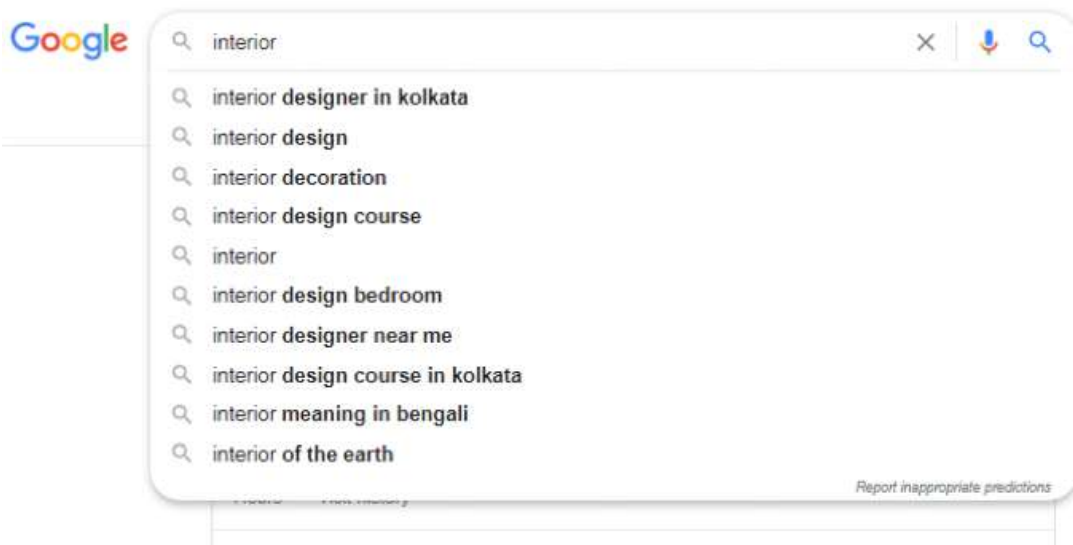 Google
interior
interior designer in kolkata
interior design
interior decoration
interior design course
interior
interior design bedroom
interior designer near me
interior design course in kolkata
interior meaning in bengali
interior of the earth
Report inappropriate predictions